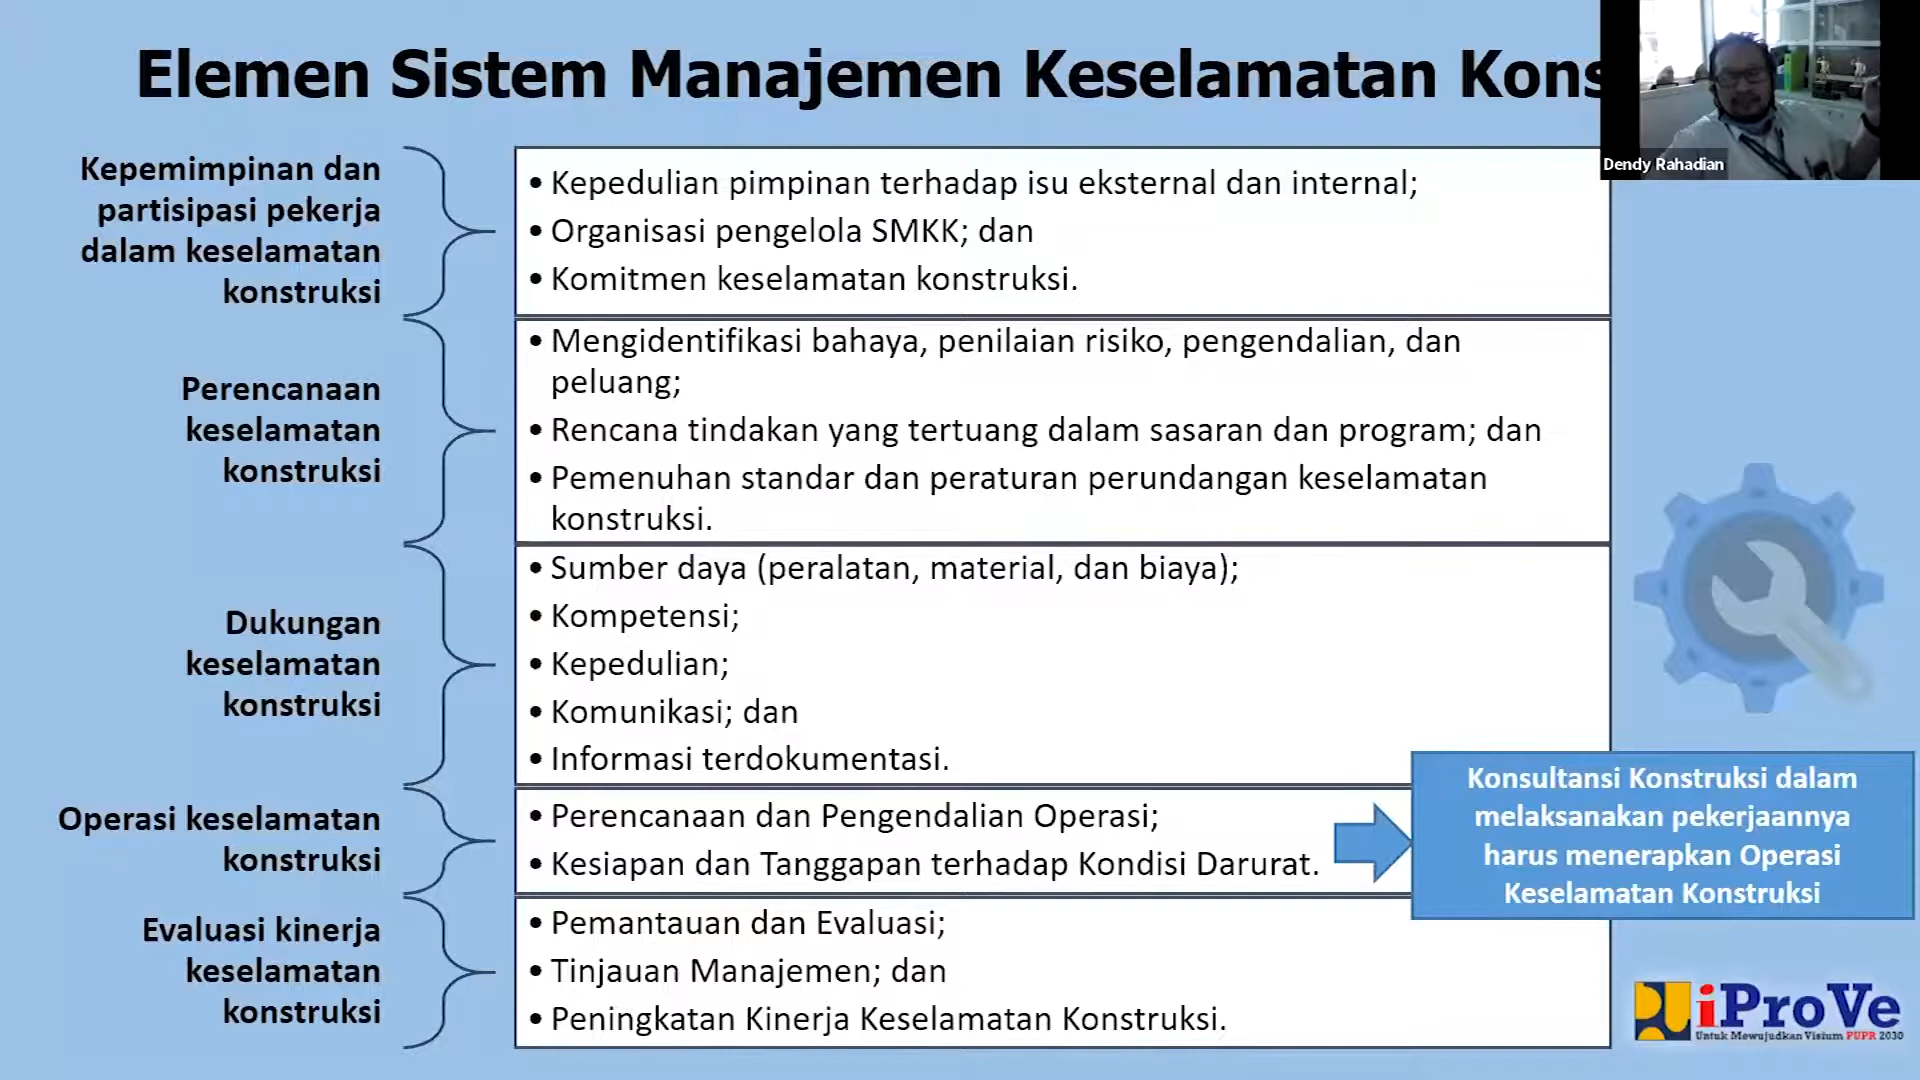 Elemen Sistem Manajemen Keselamatan Kons
Dendy Rahadian
Kepemimpinan dan
partisipasi pekerja
dalam keselamatan
konstruksi
• Kepedulian pimpinan terhadap isu eksternal dan internal;
• Organisasi pengelola SMKK; dan
• Komitmen keselamatan konstruksi.
Perencanaan
keselamatan
konstruksi
• Mengidentifikasi bahaya, penilaian risiko, pengendalian, dan
peluang;
• Rencana tindakan yang tertuang dalam sasaran dan program; dan
• Pemenuhan standar dan peraturan perundangan keselamatan
konstruksi.
Dukungan
keselamatan
konstruksi
• Sumber daya (peralatan, material, dan biaya);
• Kompetensi;
• Kepedulian;
• Komunikasi; dan
• Informasi terdokumentasi.
Operasi keselamatan
konstruksi
• Perencanaan dan Pengendalian Operasi;
• Kesiapan dan Tanggapan terhadap Kondisi Darurat.
Konsultansi Konstruksi dalam
melaksanakan pekerjaannya
harus menerapkan Operasi
Keselamatan Konstruksi
Evaluasi kinerja
keselamatan
konstruksi
• Pemantauan dan Evaluasi;
• Tinjauan Manajemen; dan
• Peningkatan Kinerja Keselamatan Konstruksi.
iProVe
Untuk Mewujudkan Visium PUPR 2030